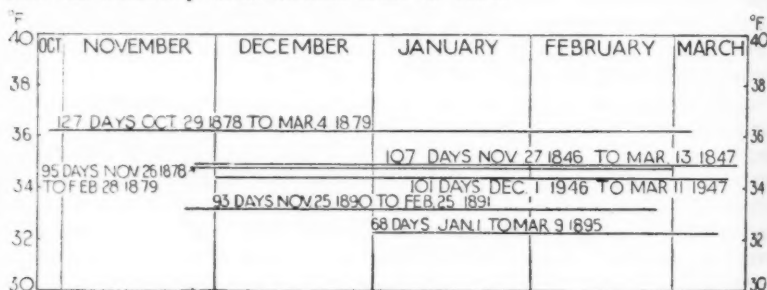 °F °F
40 OCT NOVEMBER DECEMBER JANUARY FEBRUARY MARCH 40
38 38
127 DAYS OCT 29 1878 TO MAR. 4 1879
36 36
107 DAYS NOV. 27 1846 TO MAR. 13 1847
95 DAYS NOV 26 1878
34 TO FEB 28 1879 101 DAYS DEC. 1 1946 TO MAR 11 1947 34
93 DAYS NOV. 25 1890 TO FEB. 25 1891
68 DAYS JAN. 1 TO MAR 9 1895
32 32
30 30